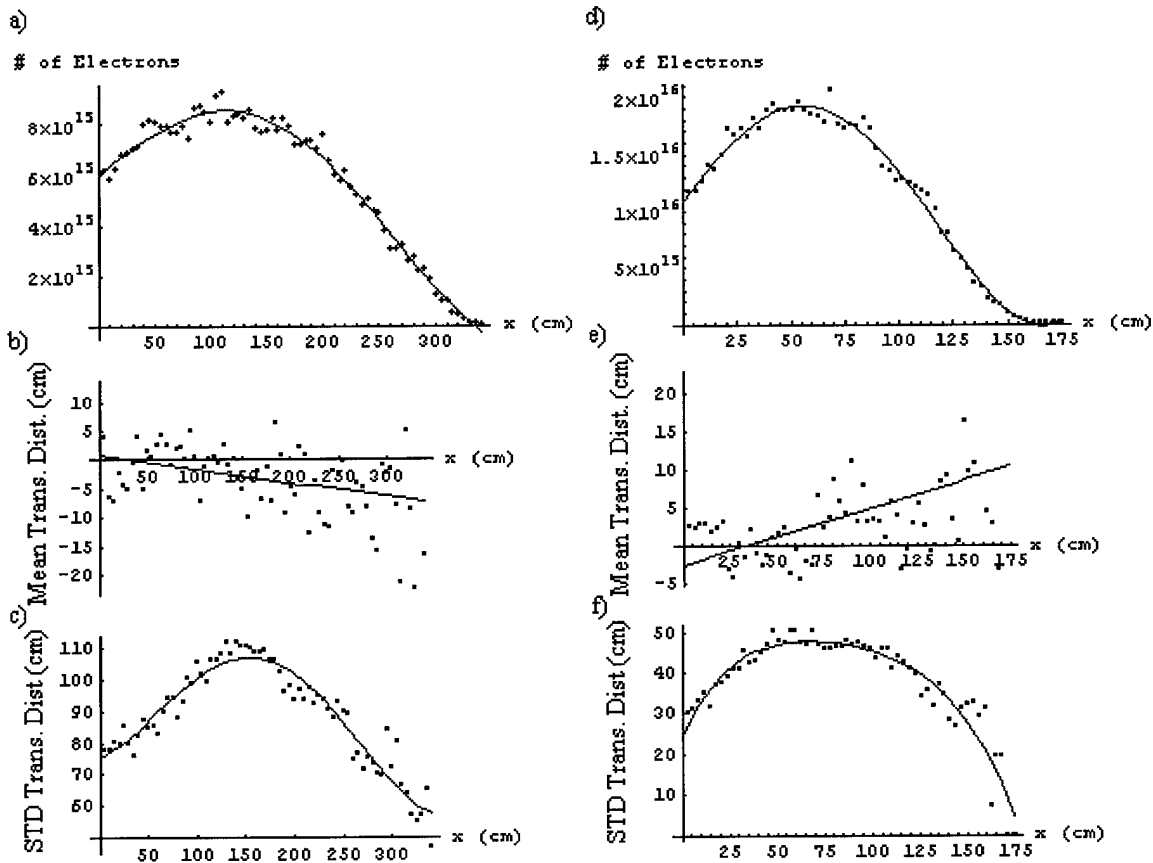 a)
# of Electrons
8×10^15
6×10^15
4×10^15
2×10^15
50 100 150 200 250 300
x (cm)
b)
Mean Trans. Dist. (cm)
10
5
-5
-10
-15
-20
50 100 150 200 250 300
x (cm)
c)
STD Trans. Dist (cm)
110
100
90
80
70
60
50 100 150 200 250 300
x (cm)
d)
# of Electrons
2×10^16
1.5×10^16
1×10^16
5×10^15
25 50 75 100 125 150 175
x (cm)
e)
Mean Trans. Dist. (cm)
20
15
10
5
-5
25 50 75 100 125 150 175
x (cm)
f)
STD Trans. Dist (cm)
50
40
30
20
10
25 50 75 100 125 150 175
x (cm)